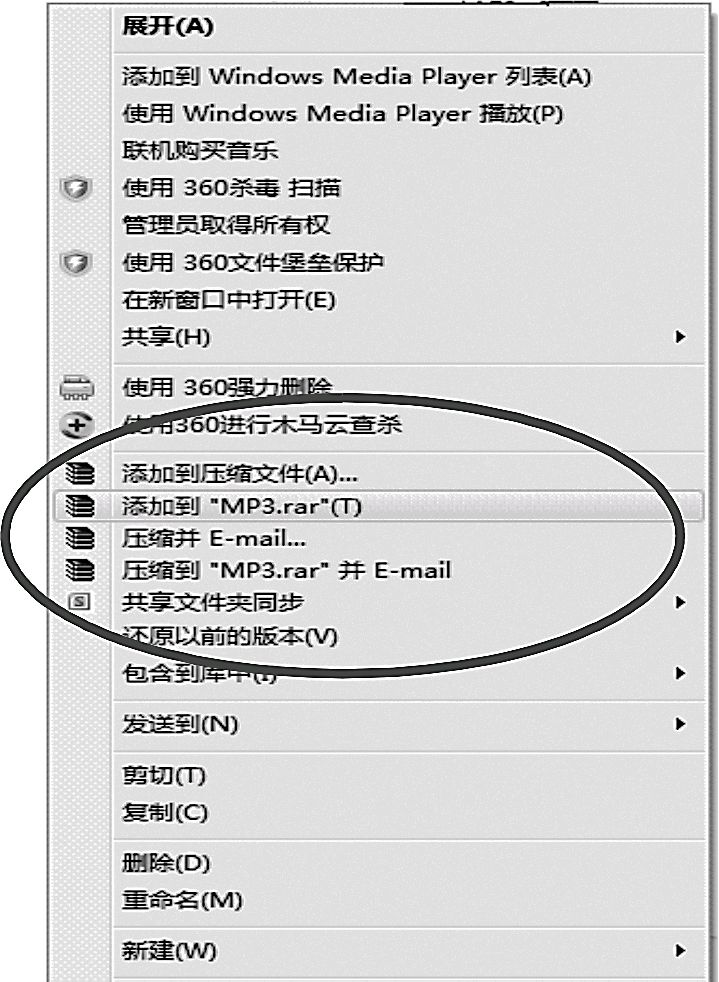 展开(A)
添加到 Windows Media Player 列表(A)
使用 Windows Media Player 播放(P)
联机购买音乐
使用 360杀毒 扫描
管理员取得所有权
使用 360文件堡垒保护
在新窗口中打开(E)
共享(H)
使用 360强力删除
使用360进行木马云查杀
添加到压缩文件(A)...
添加到 "MP3.rar"(T)
压缩并 E-mail...
压缩到 "MP3.rar" 并 E-mail
S 共享文件夹同步
还原以前的版本(V)
包含到库中(I)
发送到(N)
剪切(T)
复制(C)
删除(D)
重命名(M)
新建(W)